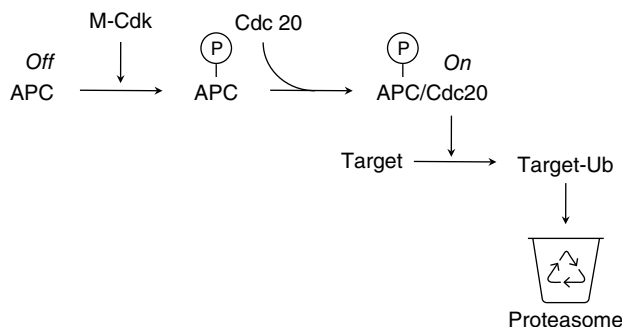 M-Cdk
Cdc 20
P
P
Off
On
APC
APC
APC/Cdc20
Target
Target-Ub
Proteasome